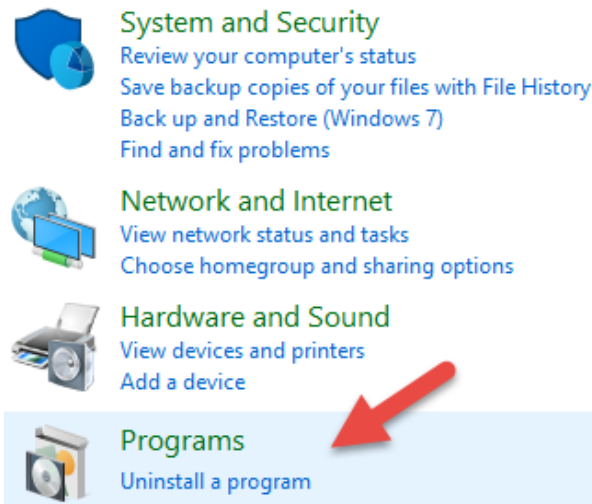 System and Security
Review your computer's status
Save backup copies of your files with File History
Back up and Restore (Windows 7)
Find and fix problems
Network and Internet
View network status and tasks
Choose homegroup and sharing options
Hardware and Sound
View devices and printers
Add a device
Programs
Uninstall a program